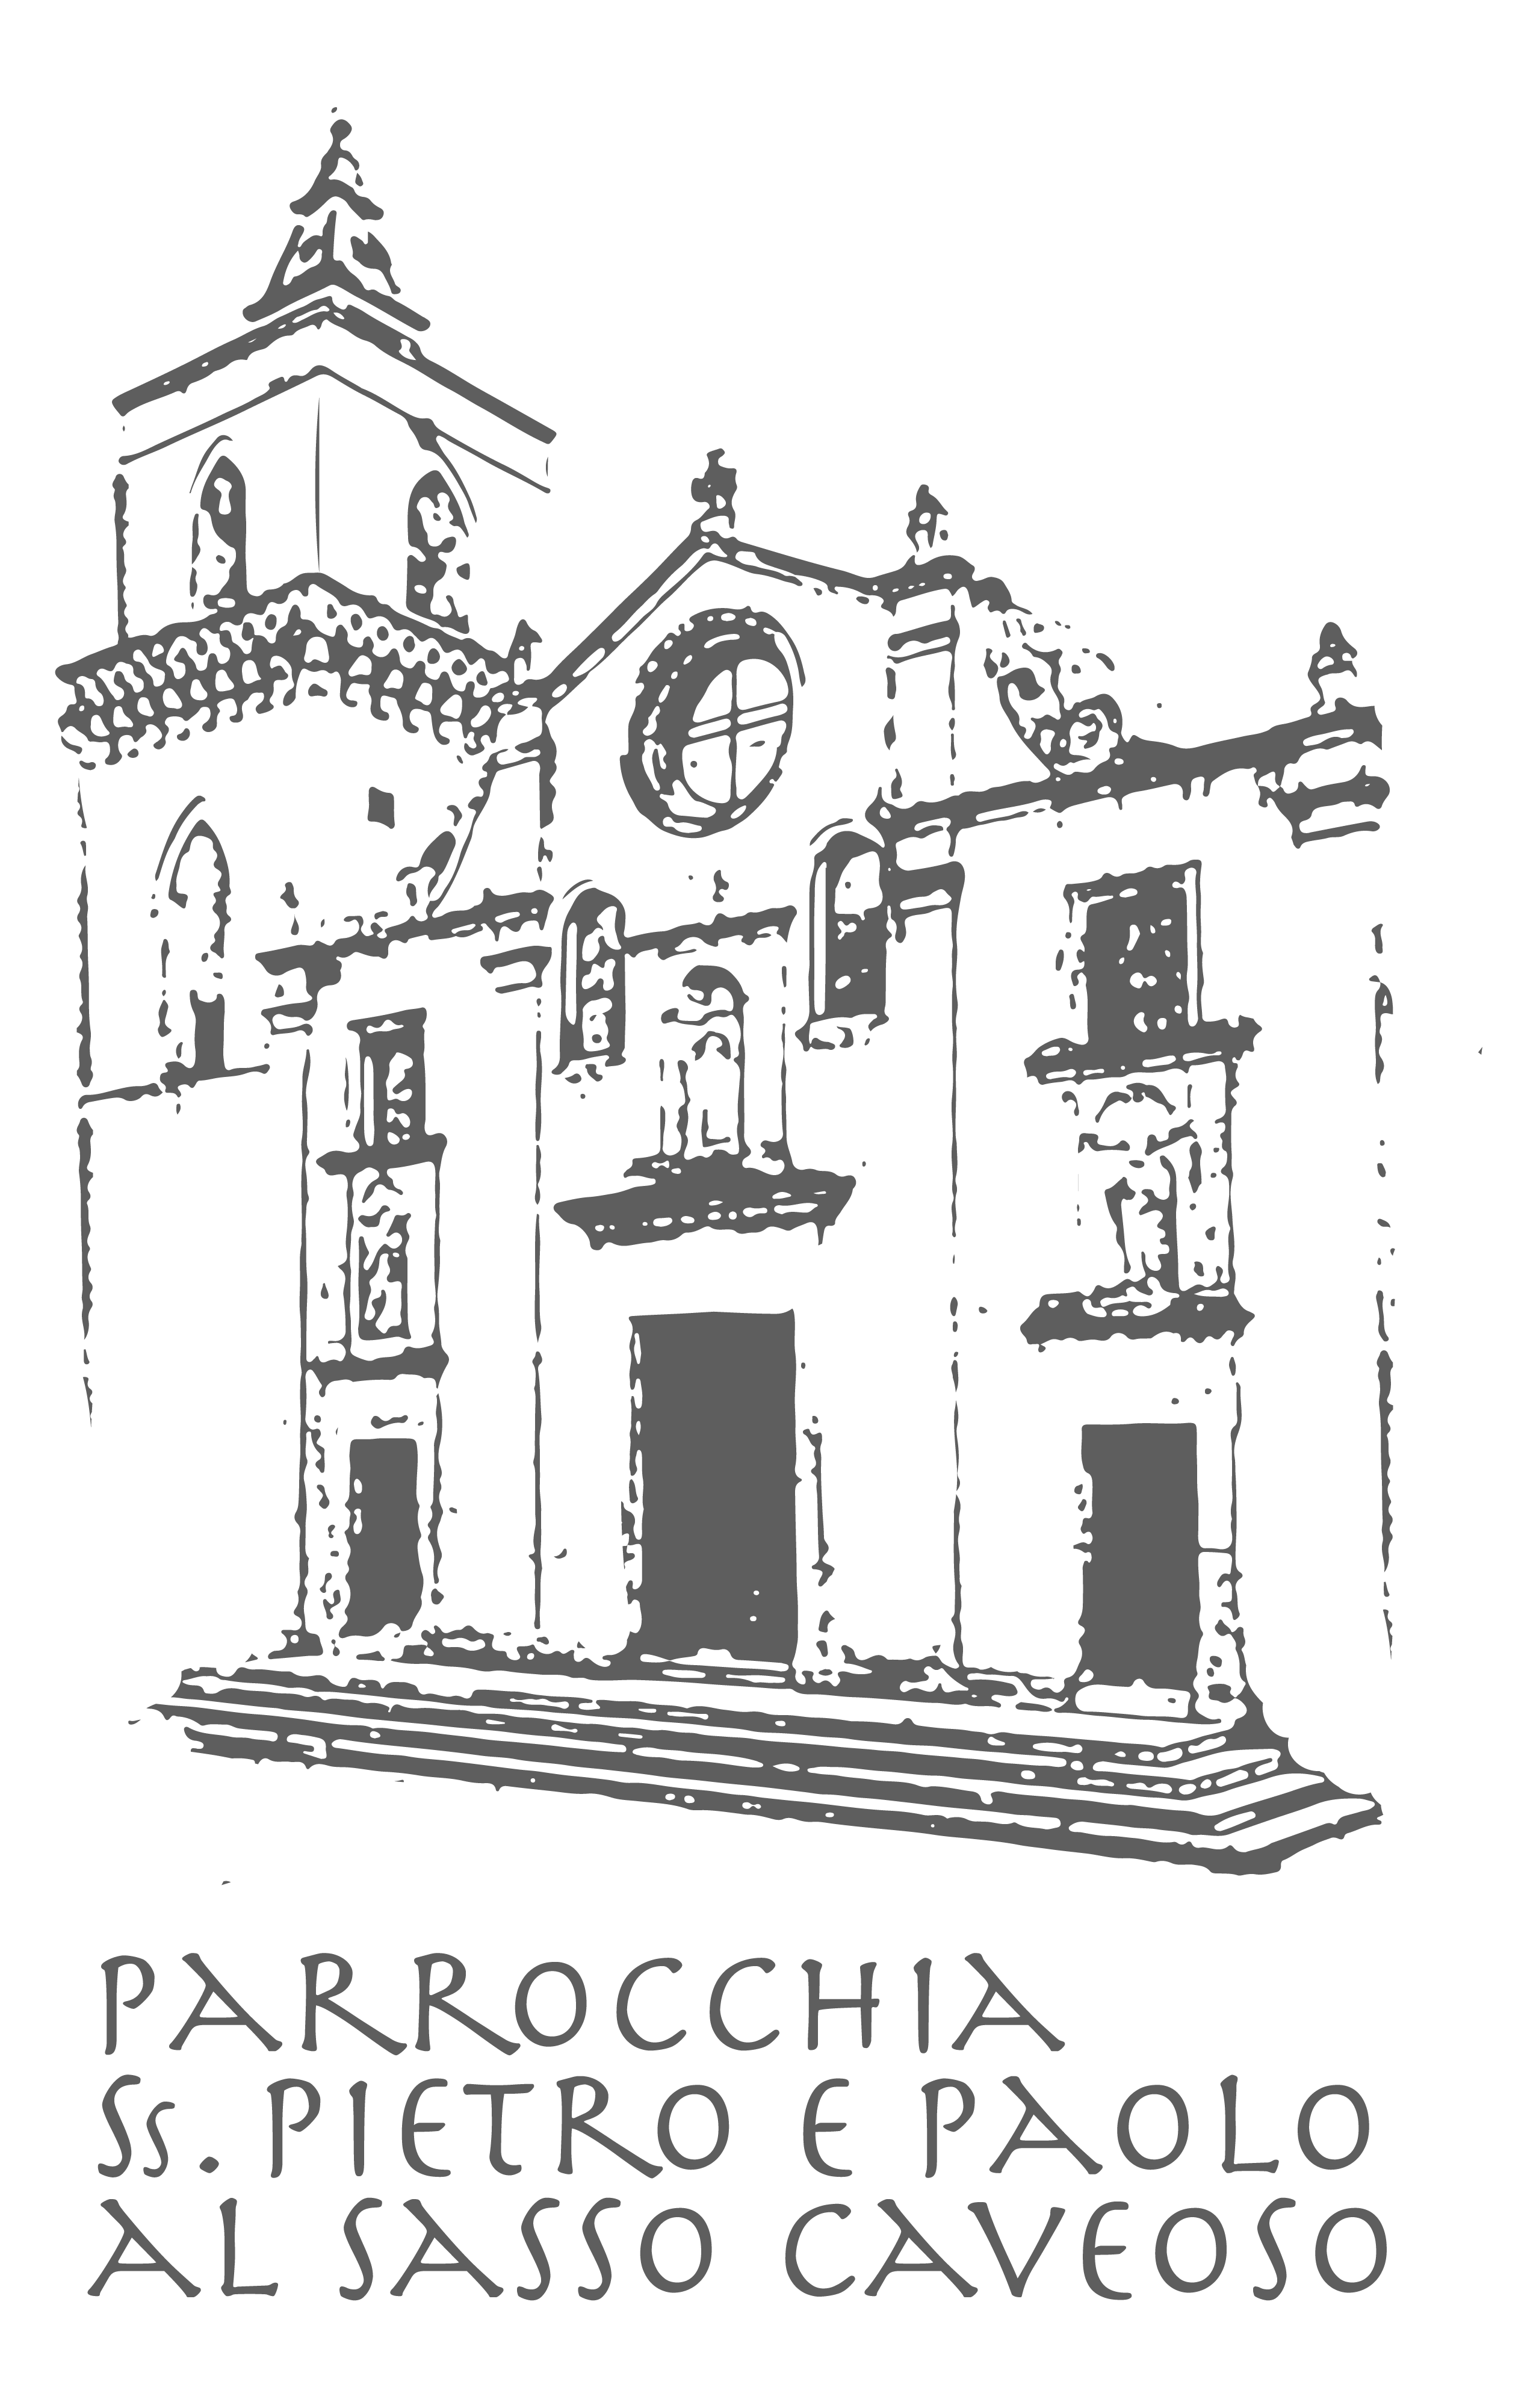 PARROCCHIA
Ss. PIETRO E PAOLO
AL SASSO CAVEOSO